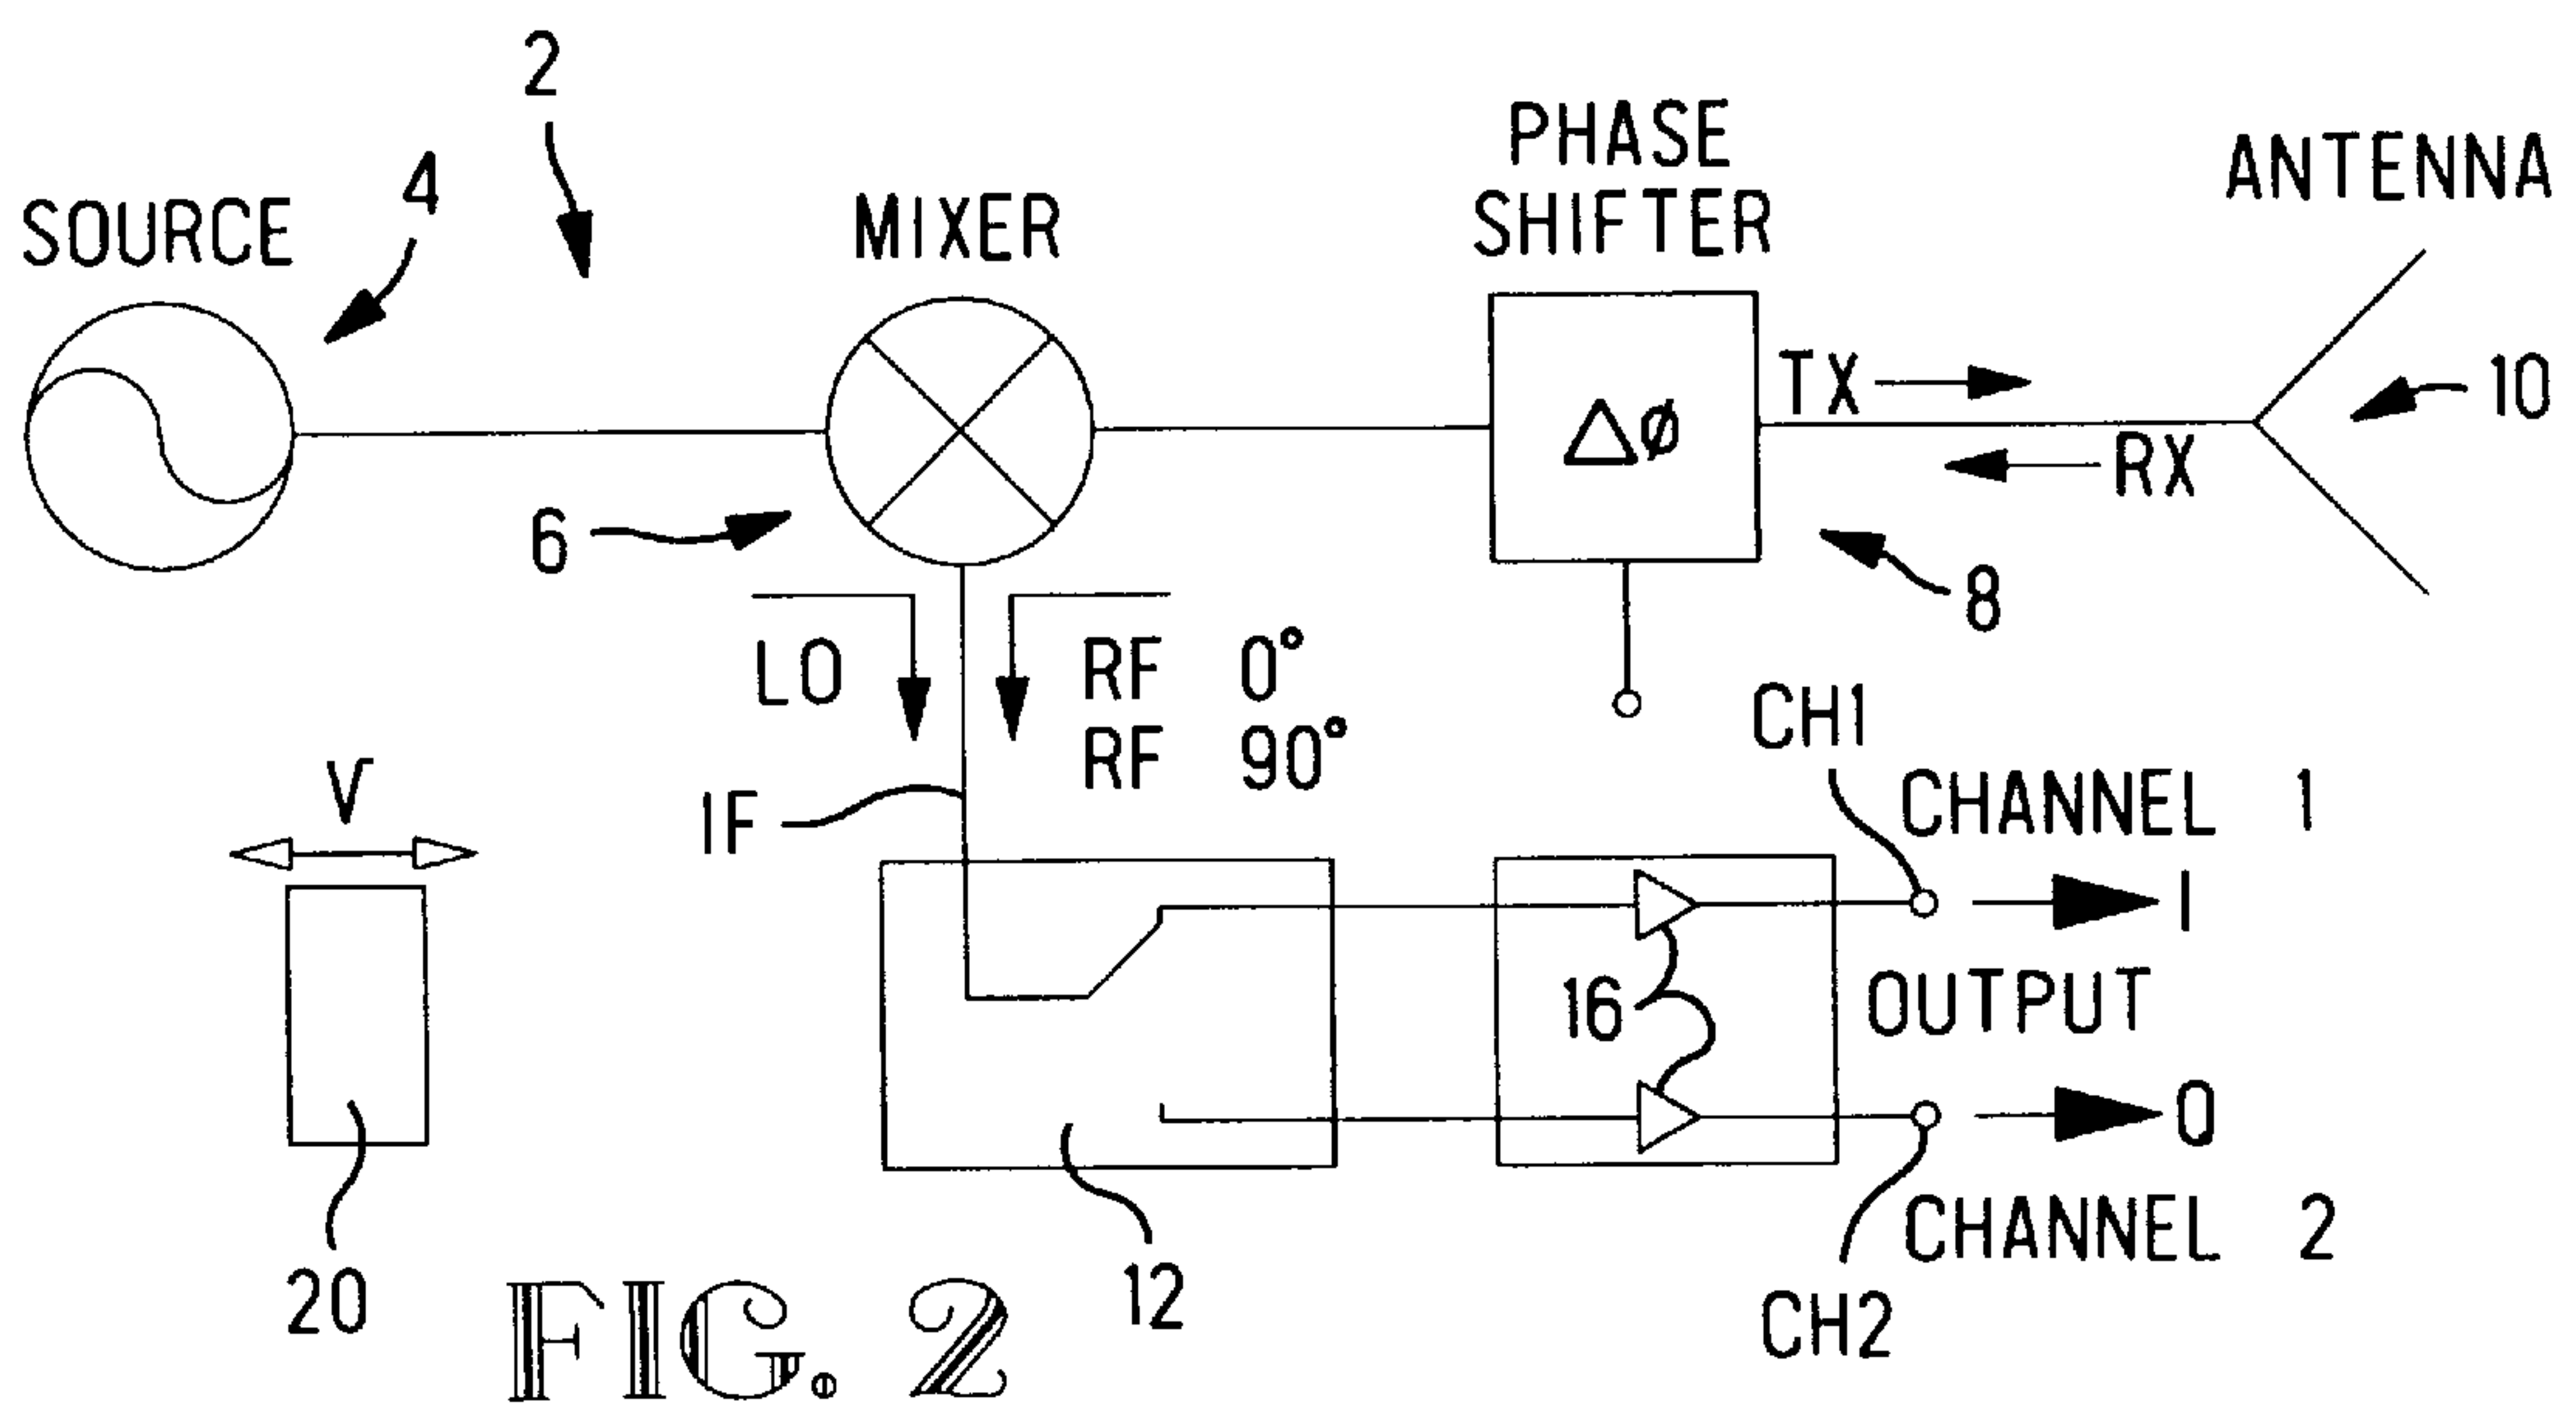 2
PHASE
SHIFTER
ANTENNA
4
SOURCE
MIXER
TX
10
Δø
RX
6
8
LO
RF 0°
RF 90°
CH1
V
IF
CHANNEL 1
I
16
OUTPUT
Q
CHANNEL 2
20
12
CH2
FIG. 2